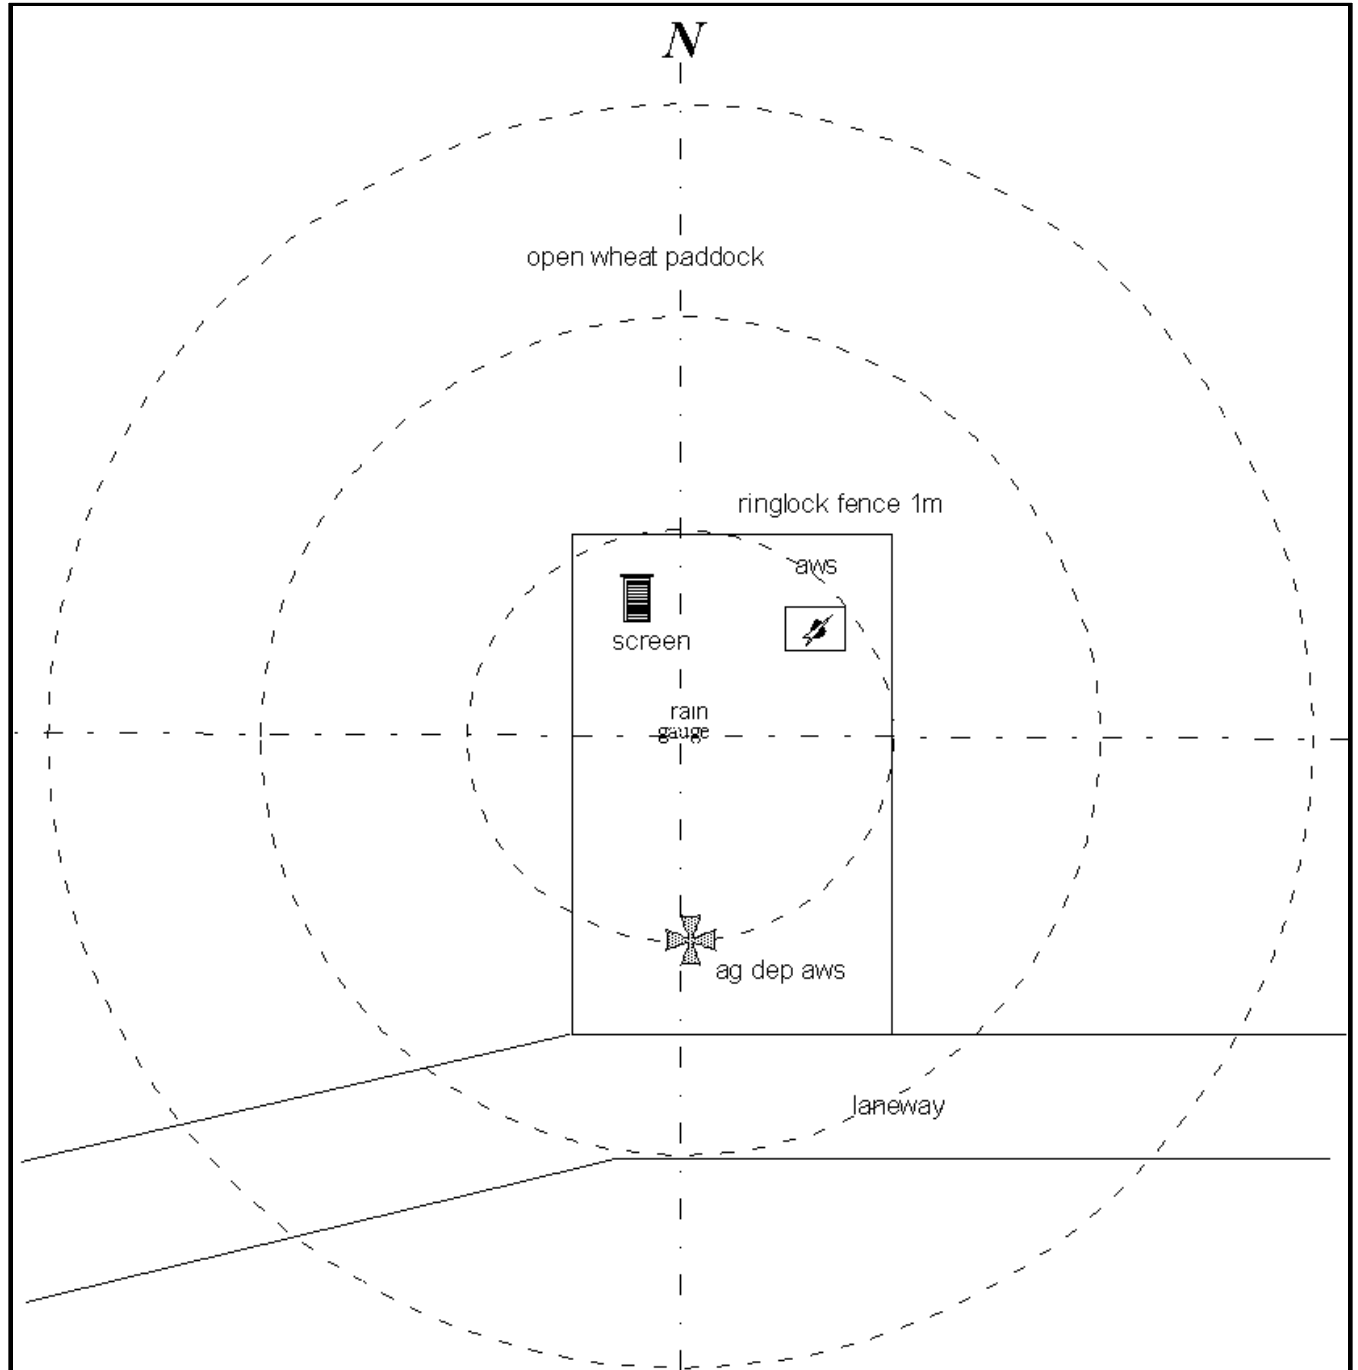 N
open wheat paddock
ringlock fence 1m
aws
screen
rain
gauge
ag dep aws
laneway